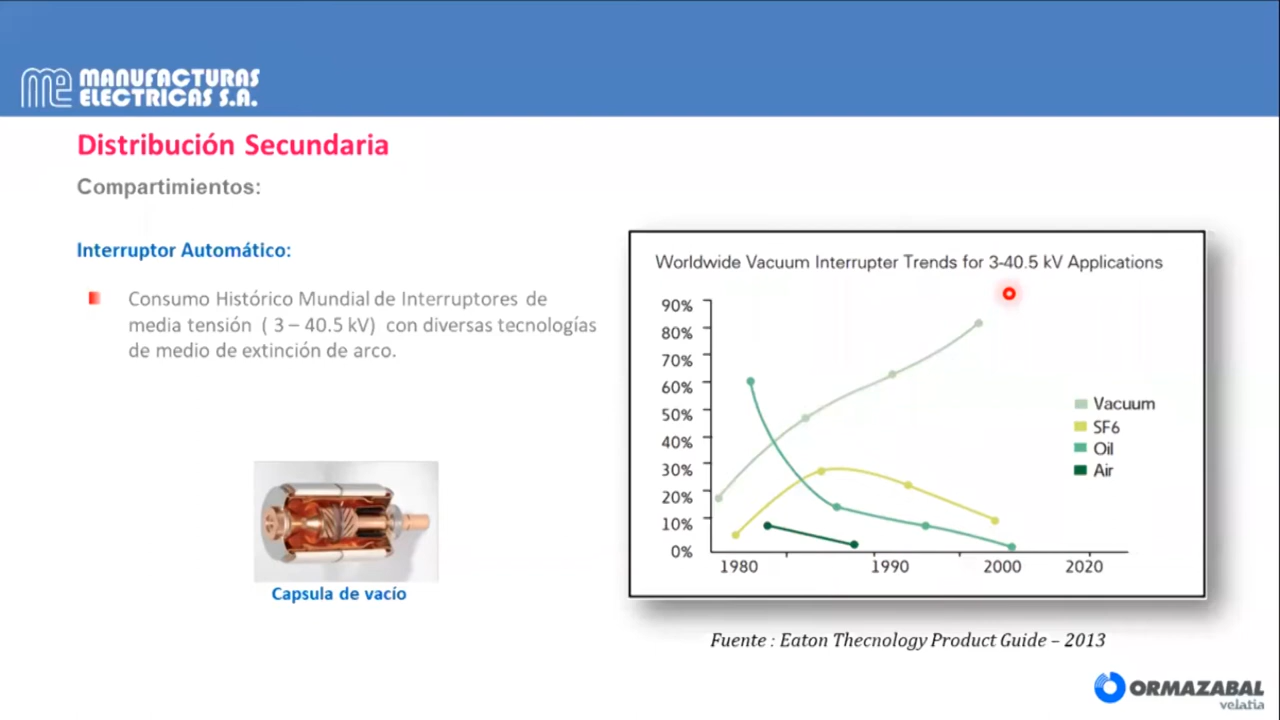 me MANUFACTURAS
ELECTRICAS S.A.
Distribución Secundaria
Compartimientos:
Interruptor Automático:
Consumo Histórico Mundial de Interruptores de
media tensión ( 3 – 40.5 kV) con diversas tecnologías
de medio de extinción de arco.
Capsula de vacío
Worldwide Vacuum Interrupter Trends for 3-40.5 kV Applications
90%
80%
70%
60%
50%
40%
30%
20%
10%
0%
1980 1990 2000 2020
Vacuum
SF6
Oil
Air
Fuente : Eaton Thecnology Product Guide – 2013
ORMAZABAL
velatia